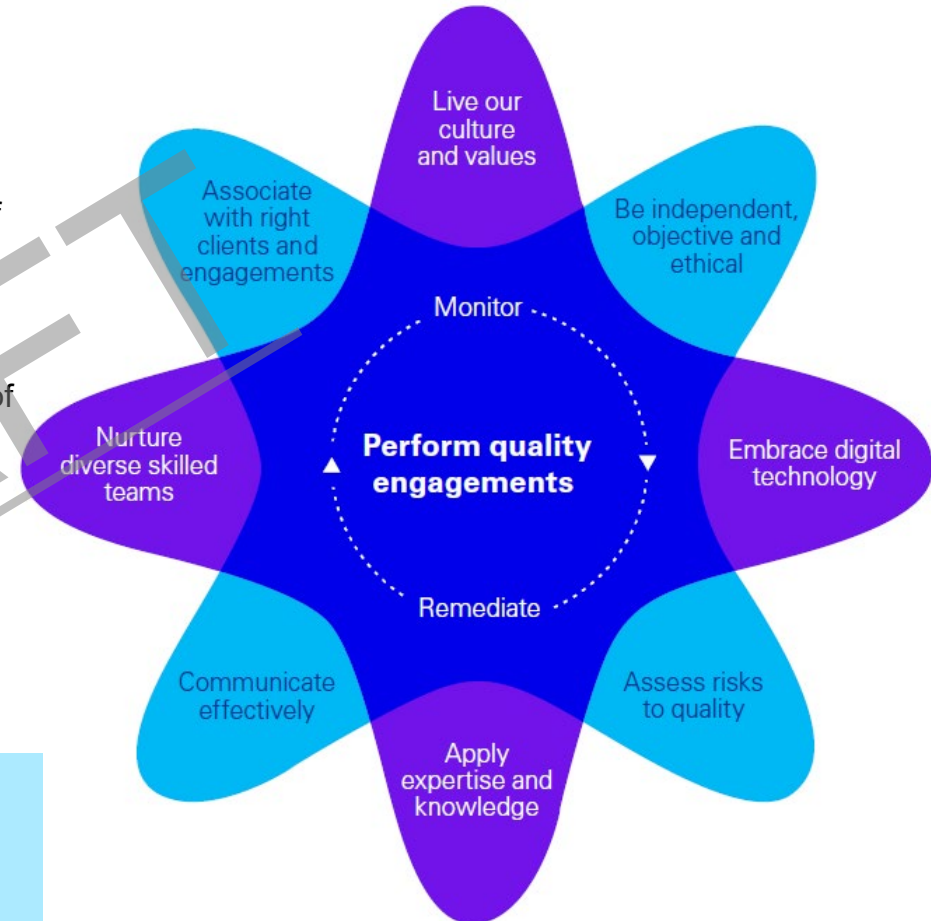 Live our
culture
and values
Associate
with right
clients and
engagements
Be independent,
objective and
ethical
Monitor
of
Nurture
diverse skilled
teams
Perform quality
engagements
Embrace digital
technology
Remediate
Communicate
effectively
Assess risks
to quality
Apply
expertise and
knowledge